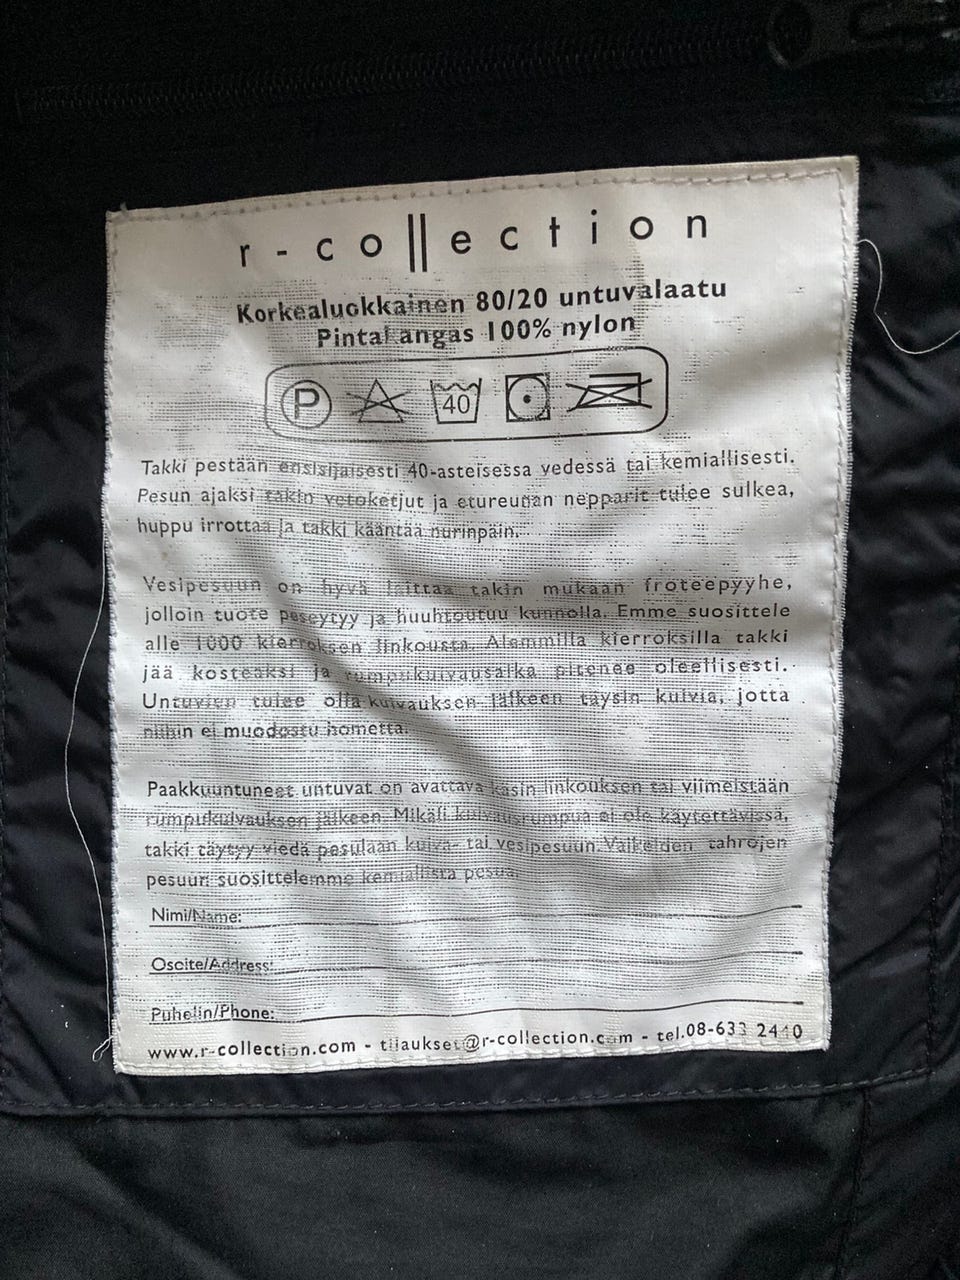 r-collection
Korkealuokkainen 80/20 untuvalaatu
Pintakangas 100% nylon
P 40
Takki pestään ensisijaisesti 40-asteisessa vedessä tai kemiallisesti.
Pesun ajaksi takin vetoketjut ja etureunan nepparit tulee sulkea,
huppu irrottaa ja takki kääntää nurinpäin.
Vesipesuun on hyvä laittaa takin mukaan froteepyyhe,
jolloin tuote peseytyy ja huuhtoutuu kunnolla. Emme suosittele
alle 1000 kierroksen linkousta. Alemmilla kierroksilla takki
jää kosteaksi ja rumpukuivausaika pitenee oleellisesti.
Untuvien tulee olla kuivauksen jälkeen täysin kuivia, jotta
niihin ei muodostu hometta.
Paakkuuntuneet untuvat on avattava käsin linkouksen tai viimeistään
rumpukuivauksen jälkeen. Mikäli kuivausrumpua ei ole käytettävissä,
takki täytyy viedä pesulaan kuiva- tai vesipesuun. Vaikeiden tahrojen
pesuun suosittelemme kemiallista pesua.
Nimi/Name:
Osoite/Address:
Puhelin/Phone:
www.r-collection.com - tilaukset@r-collection.com - tel.08-633 2410